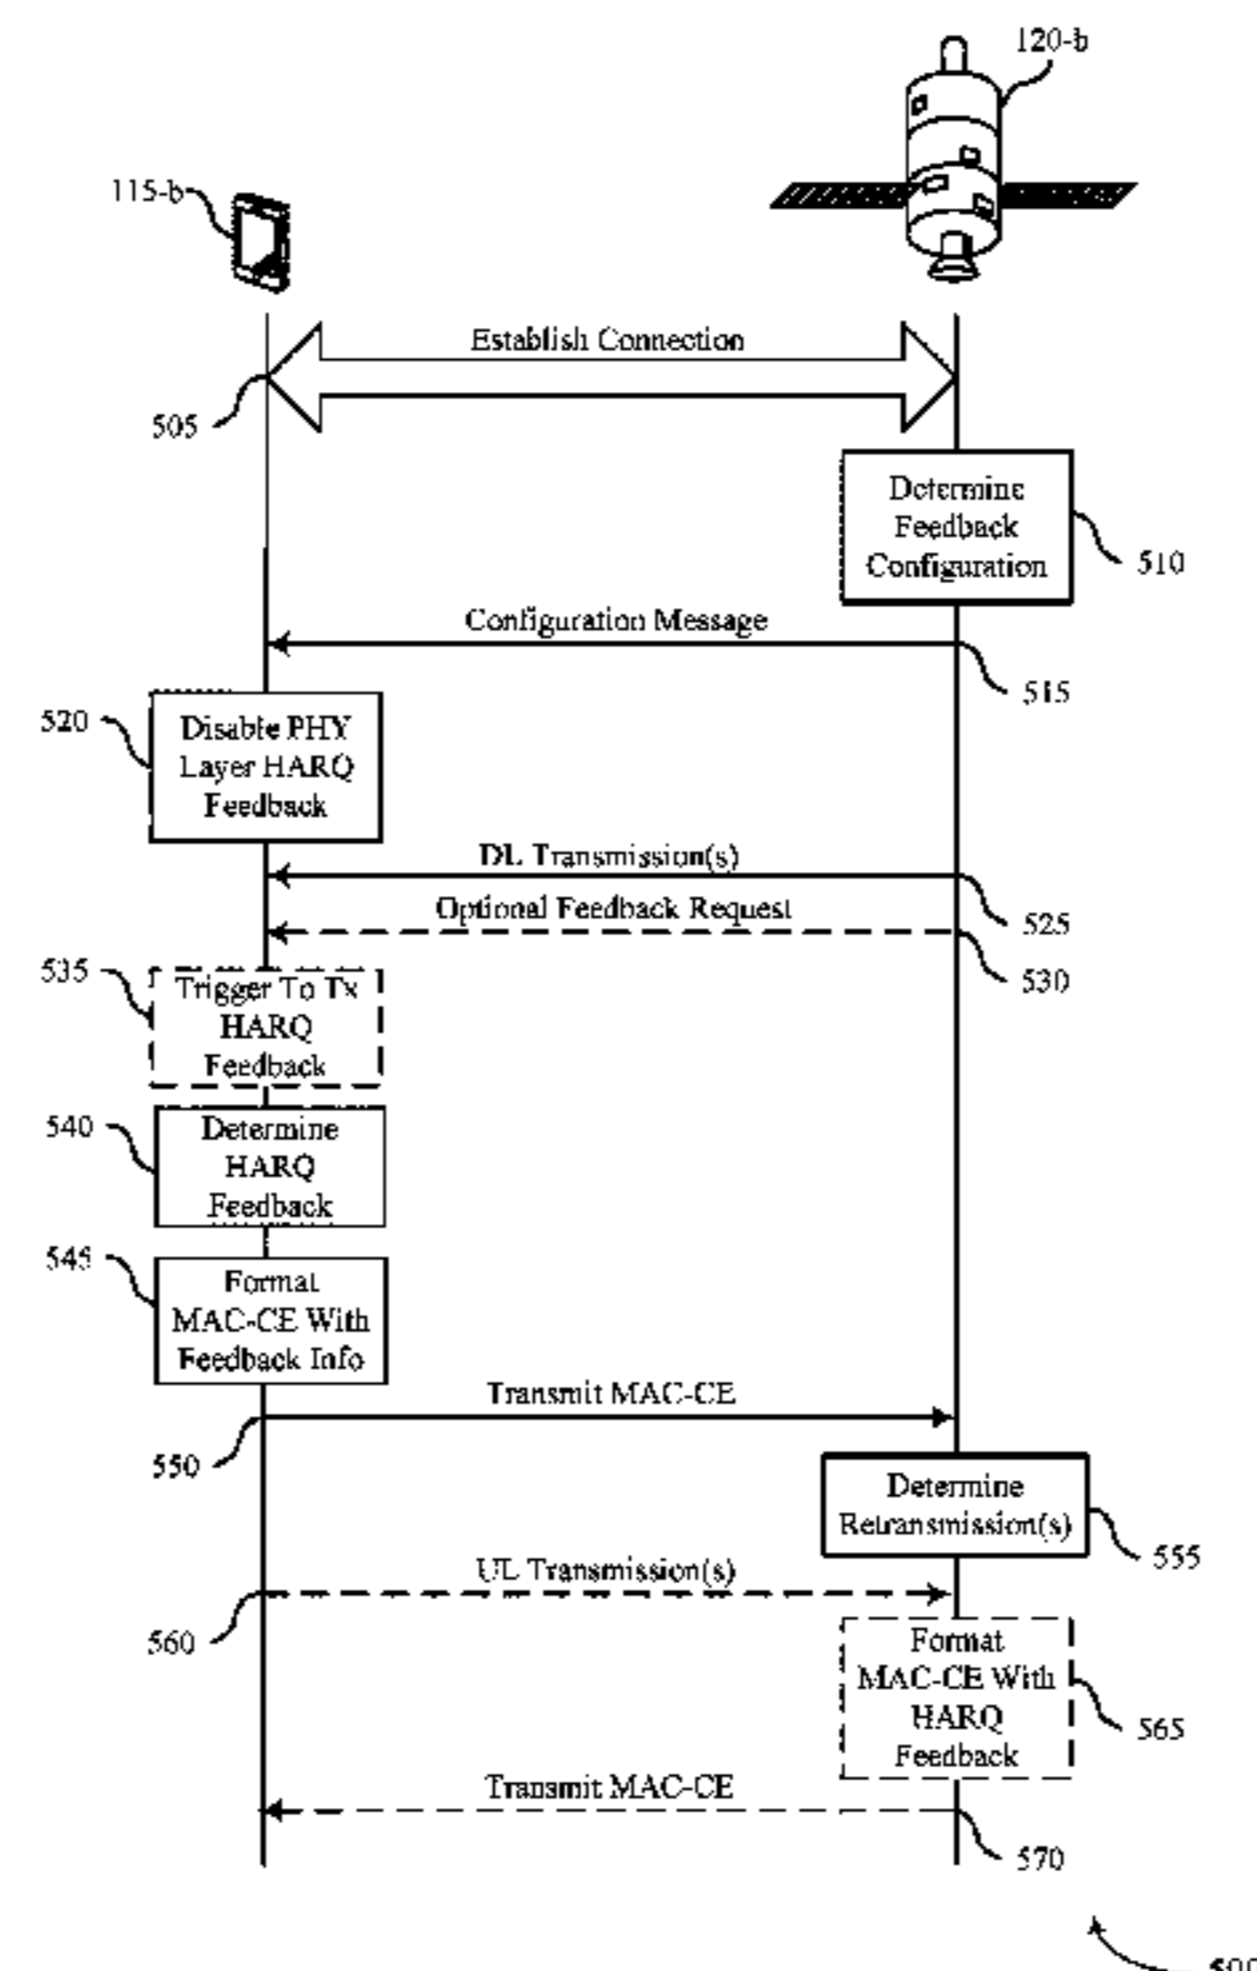 120-b
115-b
Establish Connection
505
Determine
Feedback
Configuration
510
Configuration Message
515
520
Disable PHY
Layer HARQ
Feedback
DL Transmission(s)
525
Optional Feedback Request
530
535
Trigger To Tx
HARQ
Feedback
540
Determine
HARQ
Feedback
545
Format
MAC-CE With
Feedback Info
Transmit MAC-CE
550
Determine
Retransmission(s)
555
UL Transmission(s)
560
Format
MAC-CE With
HARQ
Feedback
565
Transmit MAC-CE
570
500